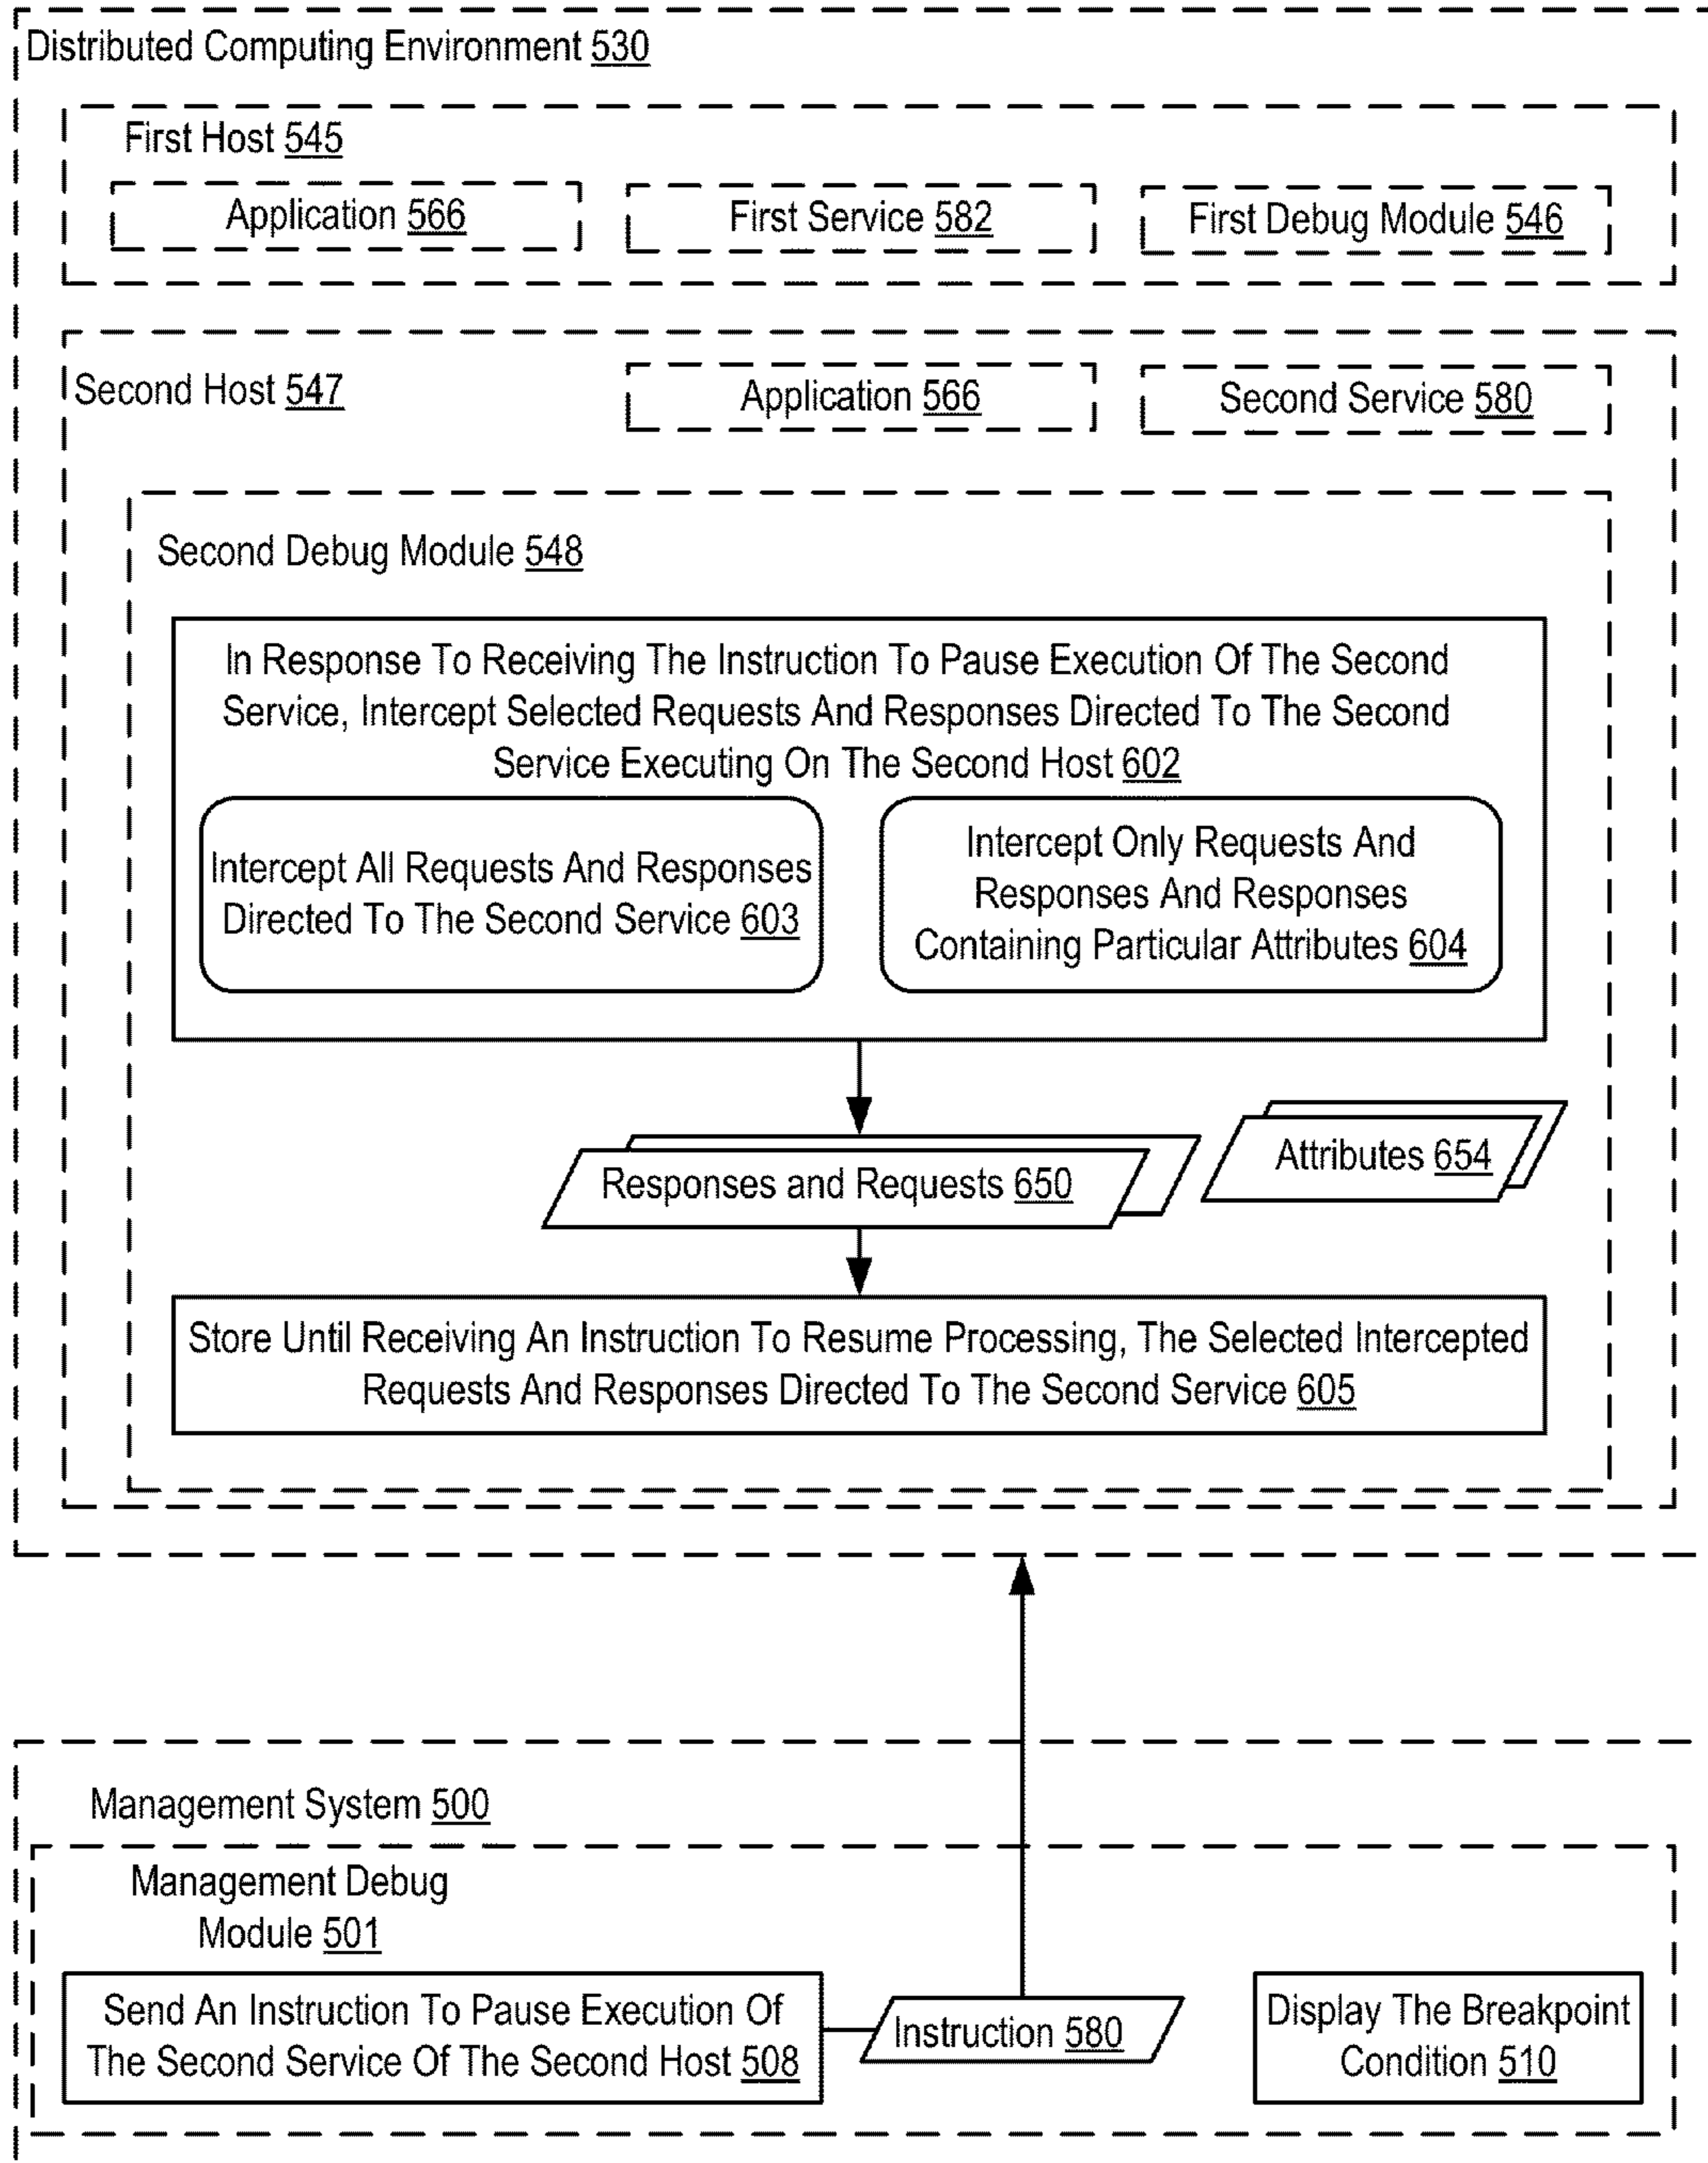 Distributed Computing Environment 530
First Host 545
Application 566
First Service 582
First Debug Module 546
Second Host 547
Application 566
Second Service 580
Second Debug Module 548
In Response To Receiving The Instruction To Pause Execution Of The Second
Service, Intercept Selected Requests And Responses Directed To The Second
Service Executing On The Second Host 602
Intercept All Requests And Responses
Directed To The Second Service 603
Intercept Only Requests And
Responses And Responses
Containing Particular Attributes 604
Responses and Requests 650
Attributes 654
Store Until Receiving An Instruction To Resume Processing, The Selected Intercepted
Requests And Responses Directed To The Second Service 605
Management System 500
Management Debug
Module 501
Send An Instruction To Pause Execution Of
The Second Service Of The Second Host 508
Instruction 580
Display The Breakpoint
Condition 510